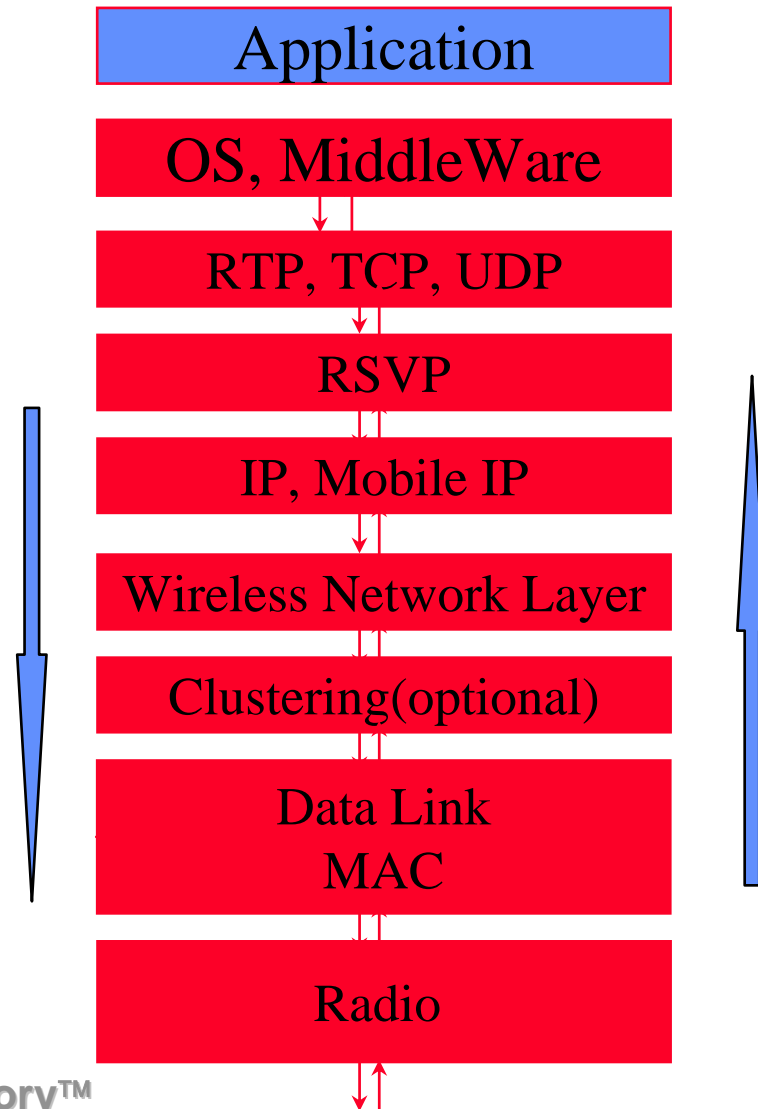 Application
OS, MiddleWare
RTP, TCP, UDP
RSVP
IP, Mobile IP
Wireless Network Layer
Clustering(optional)
Data Link
MAC
Radio